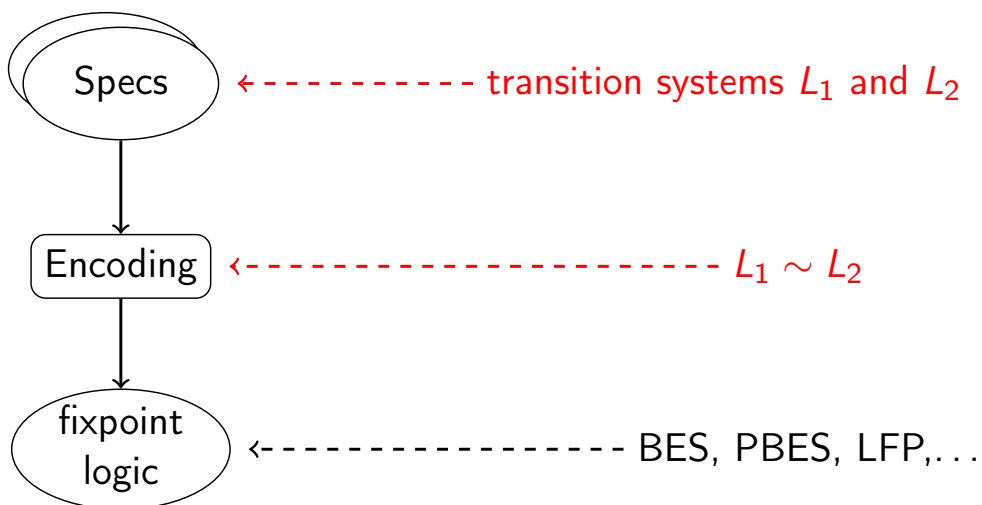 Specs
transition systems L₁ and L₂
Encoding
L₁ ∼ L₂
fixpoint
logic
BES, PBES, LFP,...